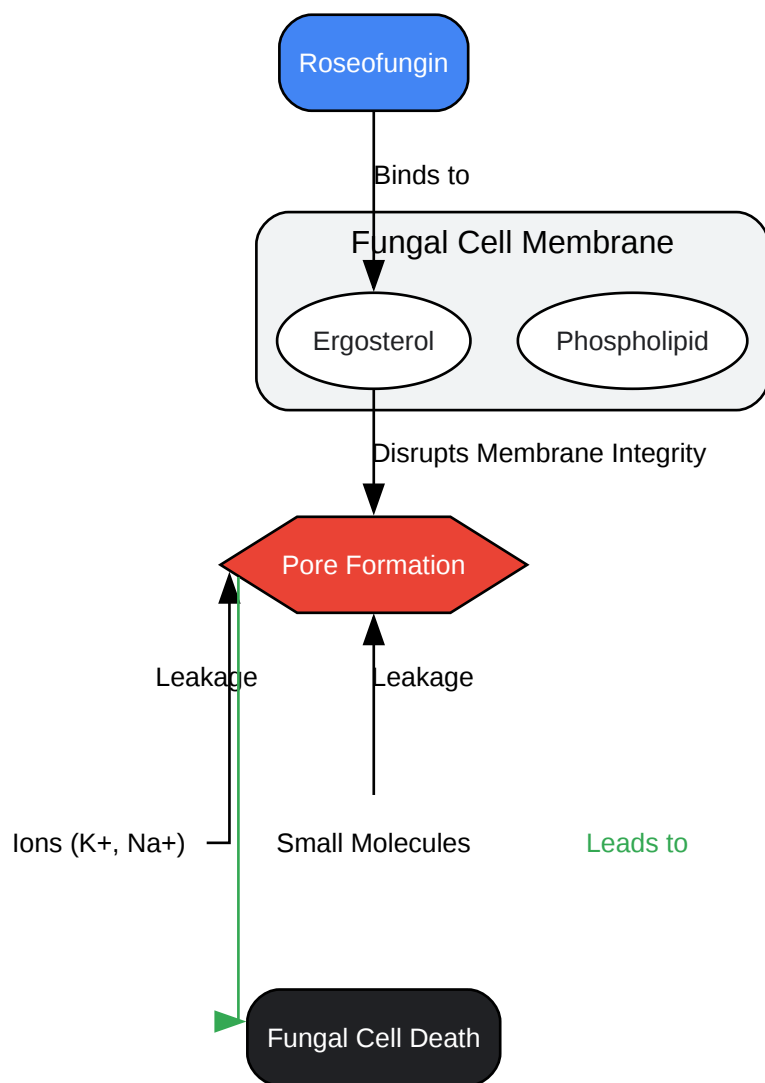 Roseofungin
Binds to
Fungal Cell Membrane
Ergosterol
Phospholipid
Disrupts Membrane Integrity
Pore Formation
Leakage
Leakage
Ions (K+, Na+)
Small Molecules
Leads to
Fungal Cell Death